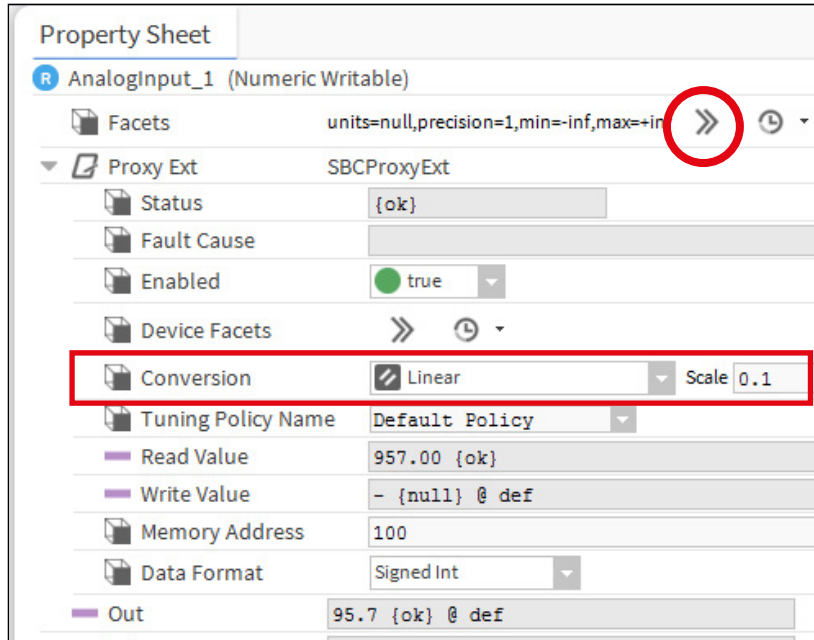 Property Sheet
R AnalogInput_1 (Numeric Writable)
Facets units=null,precision=1,min=-inf,max=+in
Proxy Ext SBCProxyExt
Status {ok}
Fault Cause
Enabled true
Device Facets
Conversion Linear Scale 0.1
Tuning Policy Name Default Policy
Read Value 957.00 {ok}
Write Value - {null} @ def
Memory Address 100
Data Format Signed Int
Out 95.7 {ok} @ def